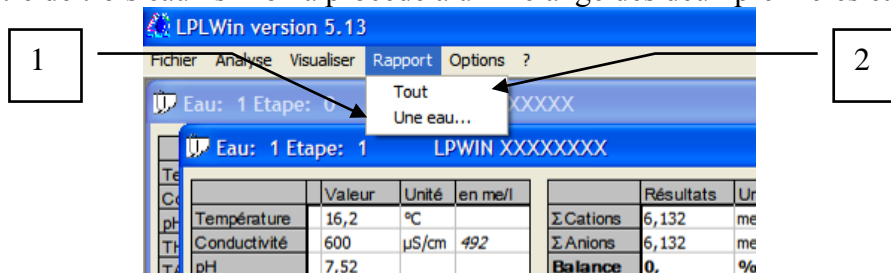 LPLWin version 5.13
1
2
Fichier Analyse Visualiser Rapport Options ?
Tout
Une eau...
Eau: 1 Etape: 0 XXXXX
Eau: 1 Etape: 1 LPWIN XXXXXXXX
Valeur Unité en me/l Résultats
Température 16,2 °C ΣCations 6,132
Conductivité 600 µS/cm 492 ΣAnions 6,132
pH 7,52 Balance 0, %